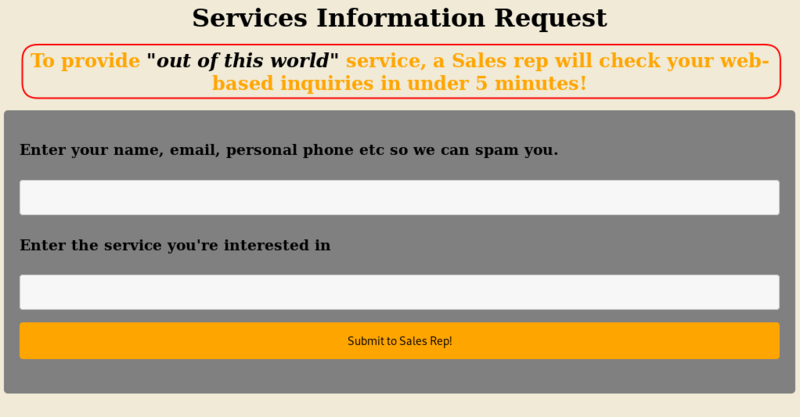 Services Information Request
To provide "out of this world" service, a Sales rep will check your web-
based inquiries in under 5 minutes!
Enter your name, email, personal phone etc so we can spam you.
Enter the service you're interested in
Submit to Sales Rep!